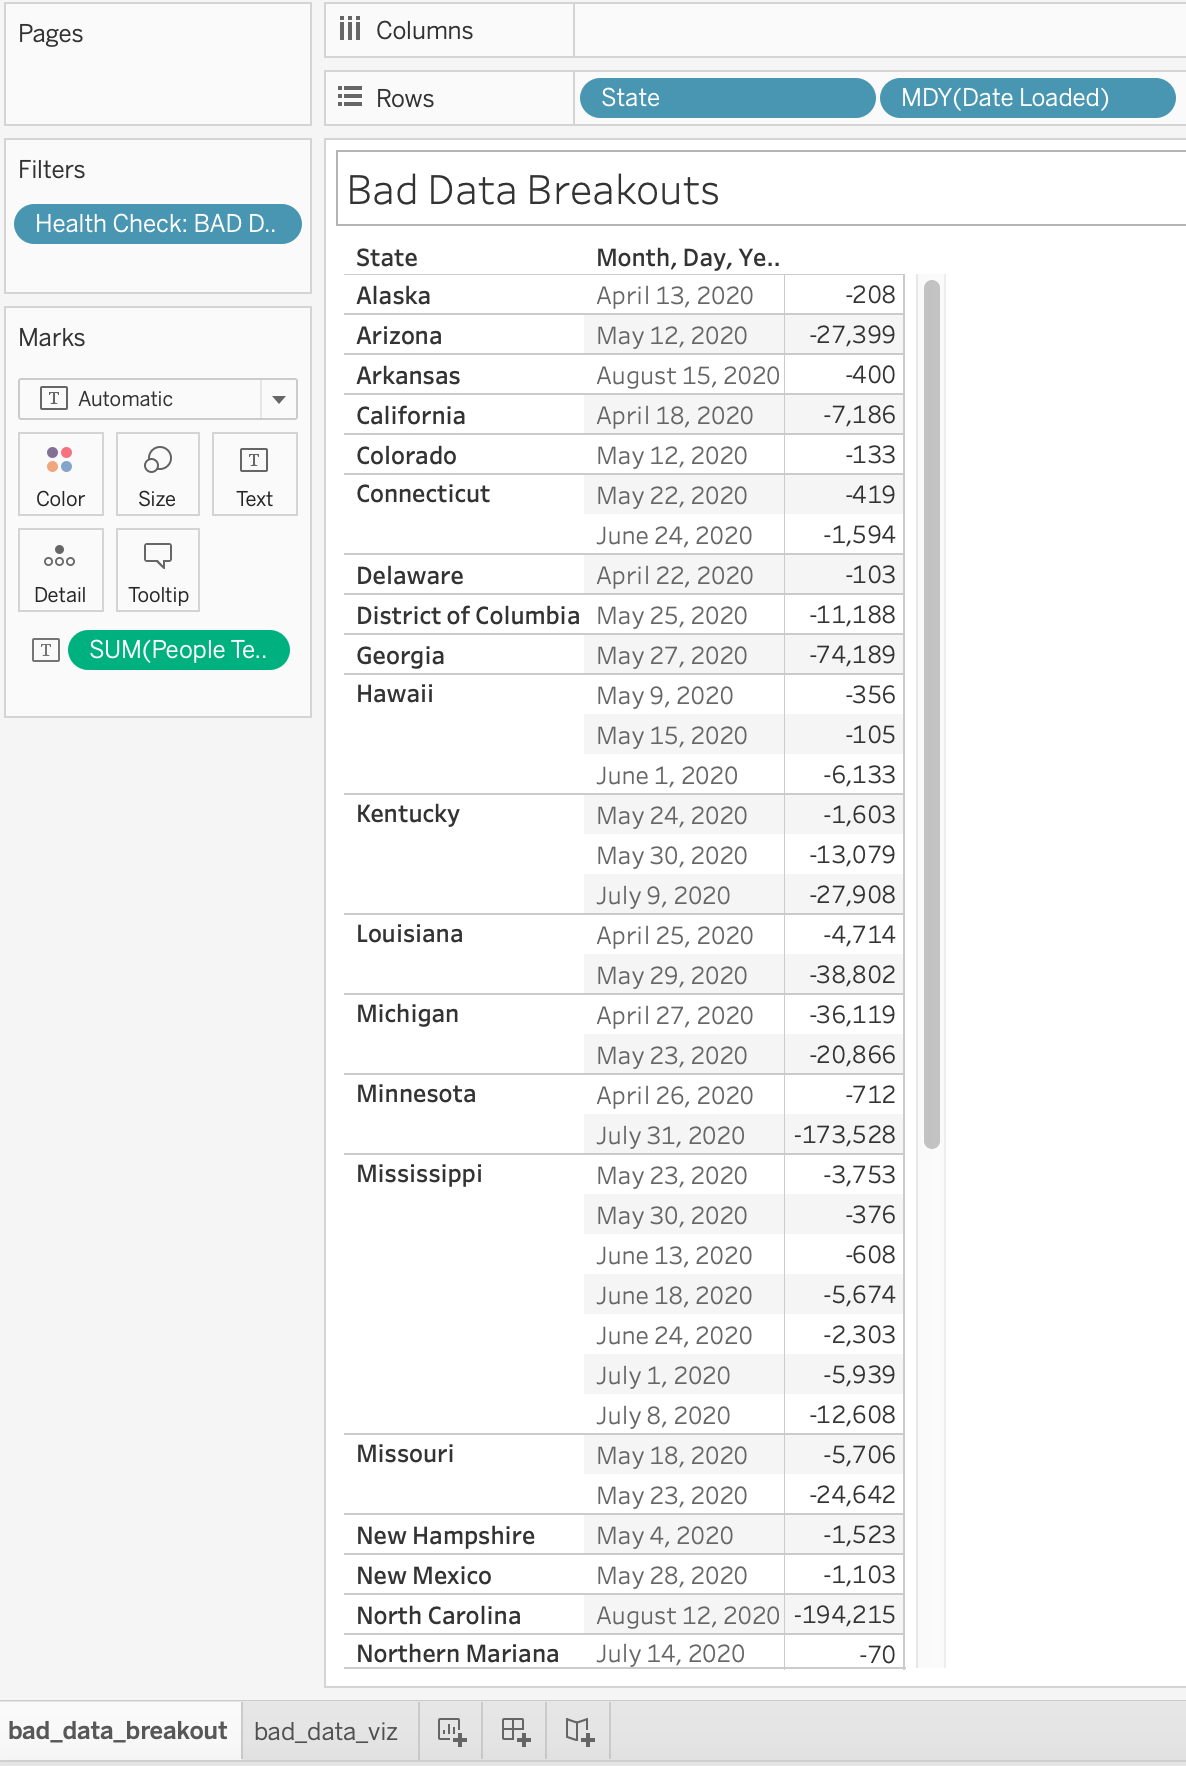 Pages
Columns
Rows State MDY(Date Loaded)
Filters
Health Check: BAD D..
Marks
T Automatic
Color Size T Text
Detail Tooltip
T SUM(People Te..
Bad Data Breakouts
State Month, Day, Ye..
Alaska April 13, 2020 -208
Arizona May 12, 2020 -27,399
Arkansas August 15, 2020 -400
California April 18, 2020 -7,186
Colorado May 12, 2020 -133
Connecticut May 22, 2020 -419
June 24, 2020 -1,594
Delaware April 22, 2020 -103
District of Columbia May 25, 2020 -11,188
Georgia May 27, 2020 -74,189
Hawaii May 9, 2020 -356
May 15, 2020 -105
June 1, 2020 -6,133
Kentucky May 24, 2020 -1,603
May 30, 2020 -13,079
July 9, 2020 -27,908
Louisiana April 25, 2020 -4,714
May 29, 2020 -38,802
Michigan April 27, 2020 -36,119
May 23, 2020 -20,866
Minnesota April 26, 2020 -712
July 31, 2020 -173,528
Mississippi May 23, 2020 -3,753
May 30, 2020 -376
June 13, 2020 -608
June 18, 2020 -5,674
June 24, 2020 -2,303
July 1, 2020 -5,939
July 8, 2020 -12,608
Missouri May 18, 2020 -5,706
May 23, 2020 -24,642
New Hampshire May 4, 2020 -1,523
New Mexico May 28, 2020 -1,103
North Carolina August 12, 2020 -194,215
Northern Mariana July 14, 2020 -70
bad_data_breakout bad_data_viz